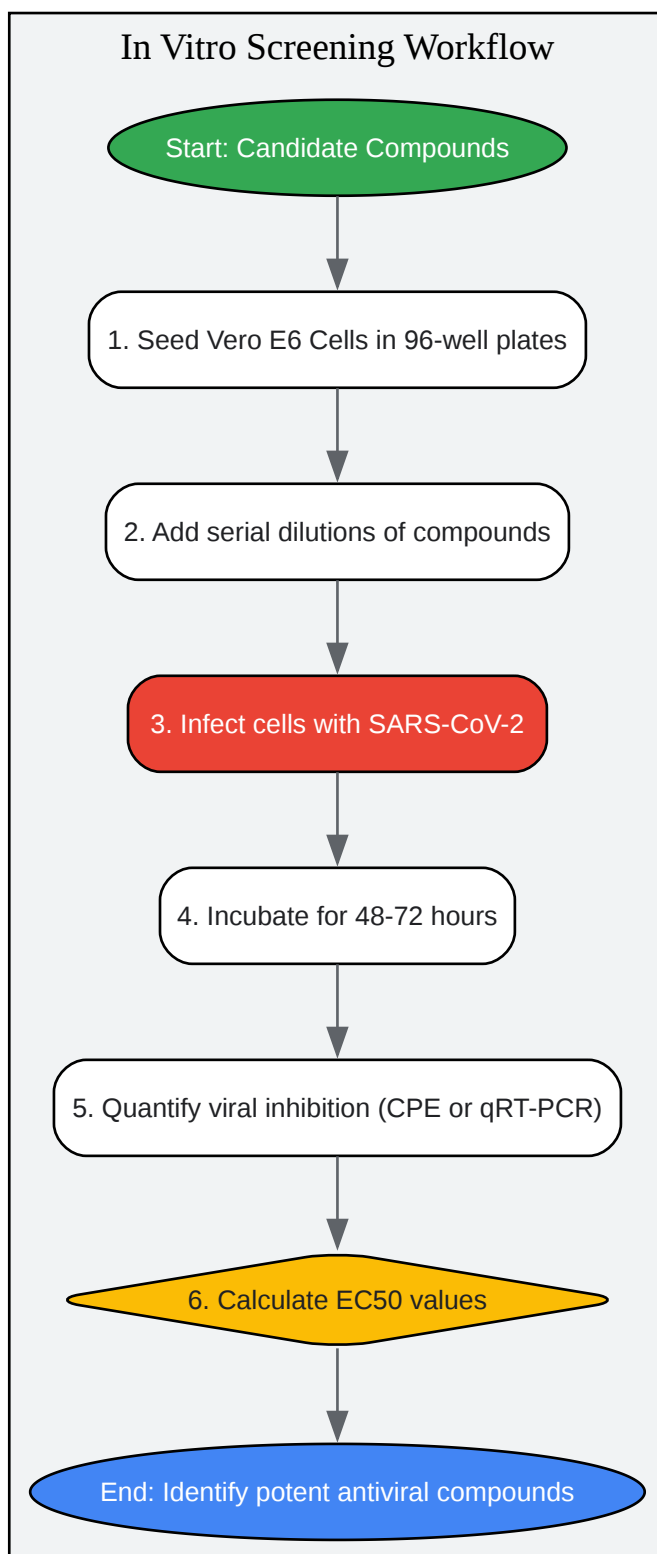 In Vitro Screening Workflow
Start: Candidate Compounds
1. Seed Vero E6 Cells in 96-well plates
2. Add serial dilutions of compounds
3. Infect cells with SARS-CoV-2
4. Incubate for 48-72 hours
5. Quantify viral inhibition (CPE or qRT-PCR)
6. Calculate EC50 values
End: Identify potent antiviral compounds